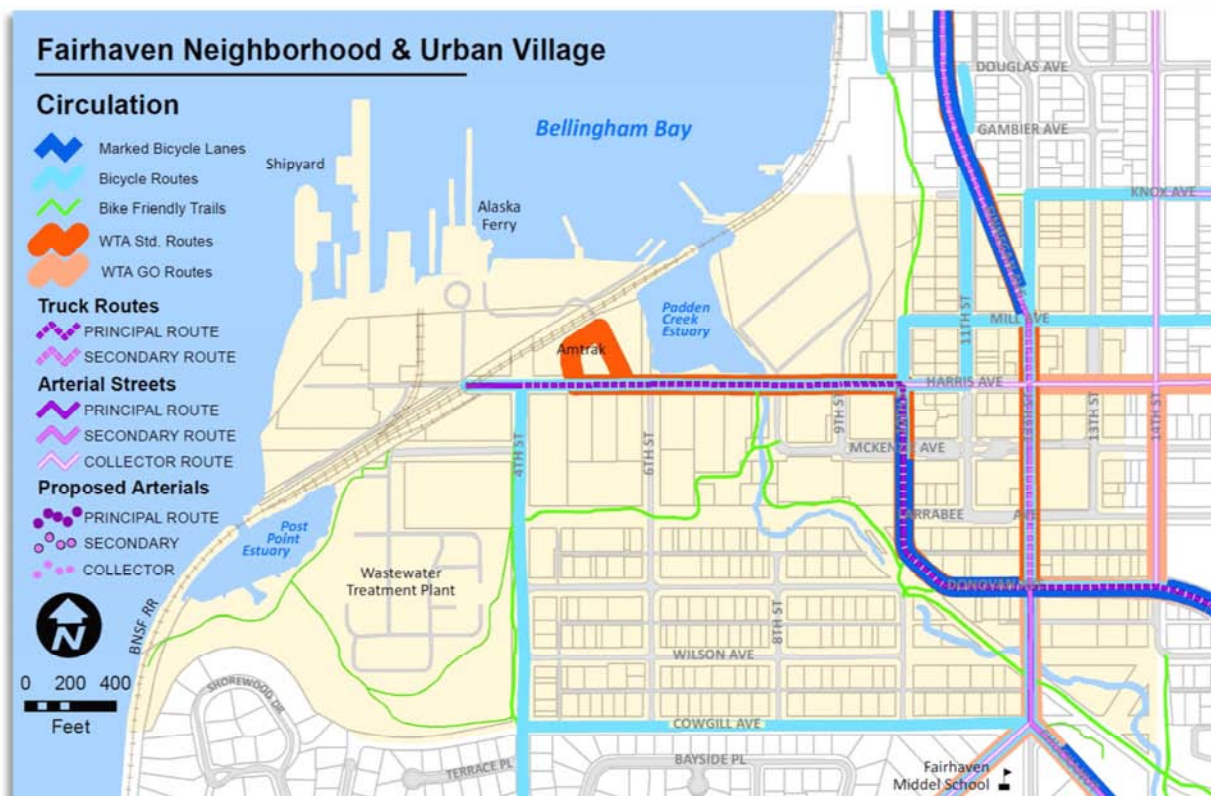 Fairhaven Neighborhood & Urban Village
Circulation
Marked Bicycle Lanes
Bicycle Routes
Bike Friendly Trails
WTA Std. Routes
WTA GO Routes
Truck Routes
PRINCIPAL ROUTE
SECONDARY ROUTE
Arterial Streets
PRINCIPAL ROUTE
SECONDARY ROUTE
COLLECTOR ROUTE
Proposed Arterials
PRINCIPAL ROUTE
SECONDARY
COLLECTOR
N
0 200 400
Feet
Bellingham Bay
Shipyard
Alaska
Ferry
Amtrak
Padden
Creek
Estuary
Post
Point
Estuary
Wastewater
Treatment Plant
BNSF RR
SHOREWOOD DR
TERRACE PL
BAYSIDE PL
COWGILL AVE
WILSON AVE
4TH ST
6TH ST
8TH ST
9TH ST
11TH ST
13TH ST
14TH ST
DOUGLAS AVE
GAMBIER AVE
KNOX AVE
MILL AVE
HARRIS AVE
AVE
DONOVAN AVE
Fairhaven
Middel School